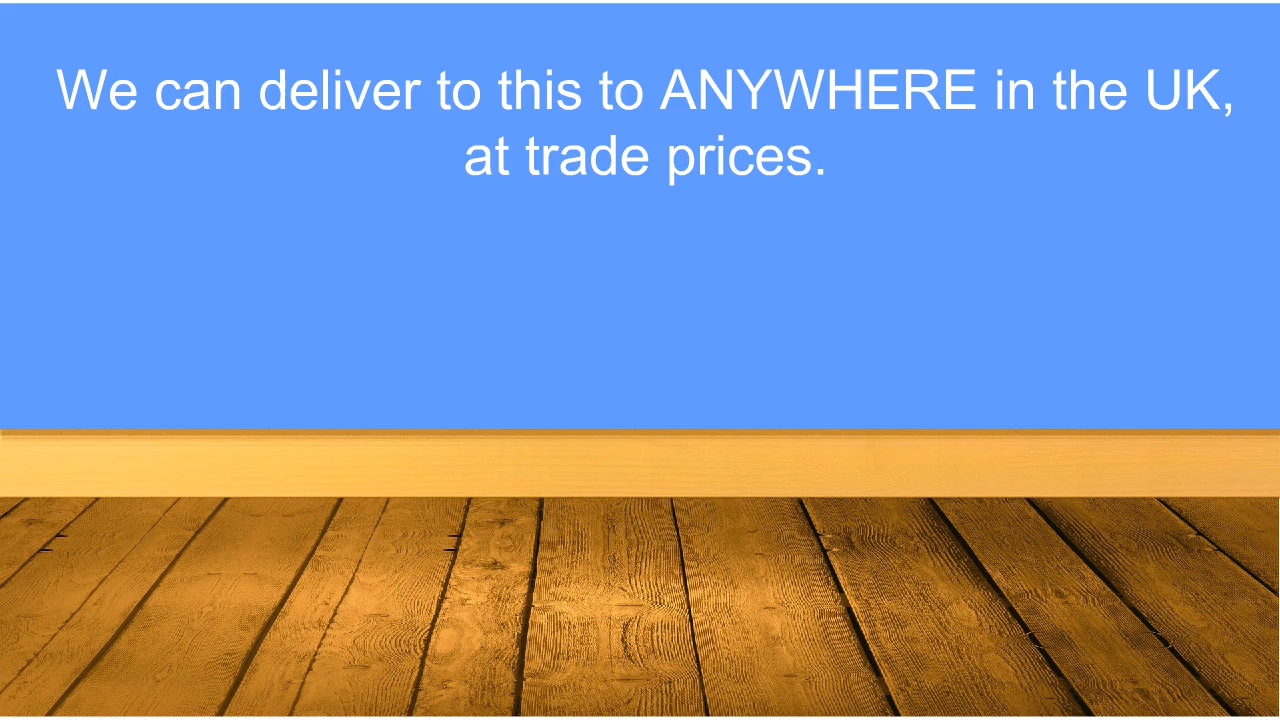 We can deliver to this to ANYWHERE in the UK,
at trade prices.